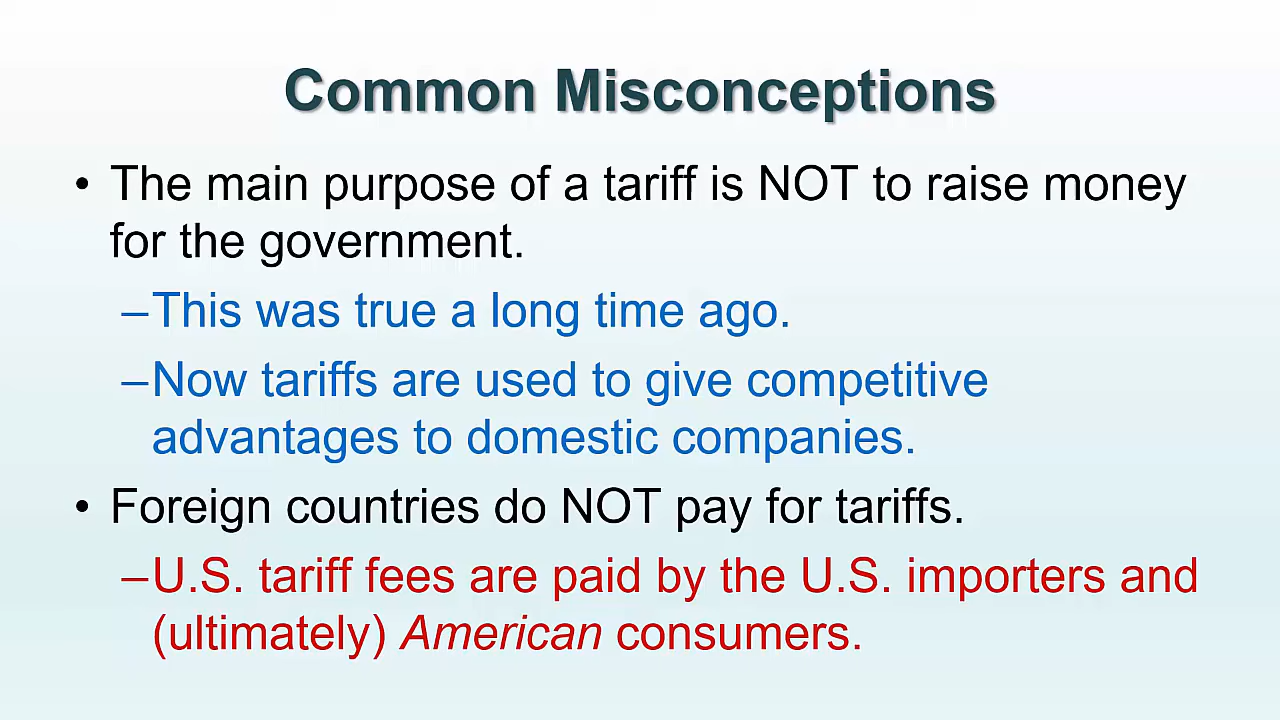 Common Misconceptions
• The main purpose of a tariff is NOT to raise money
for the government.
–This was true a long time ago.
–Now tariffs are used to give competitive
advantages to domestic companies.
• Foreign countries do NOT pay for tariffs.
–U.S. tariff fees are paid by the U.S. importers and
(ultimately) American consumers.